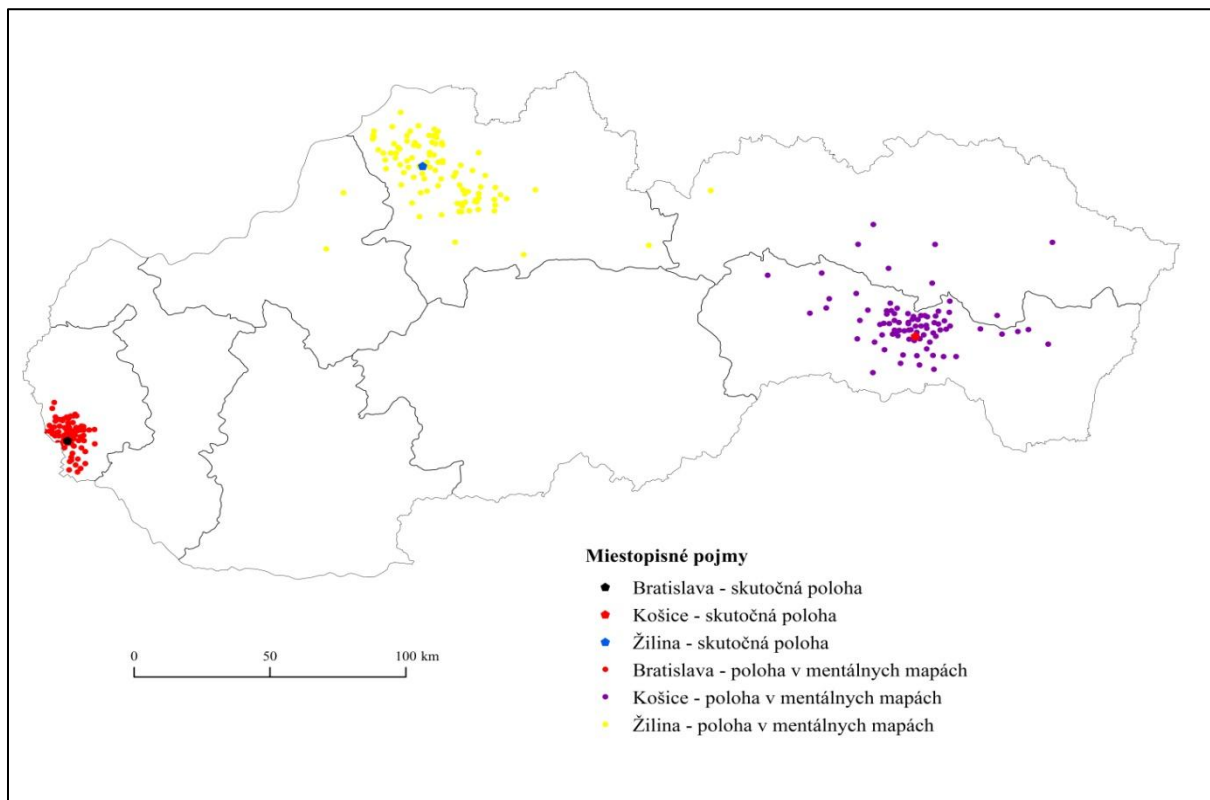 Miestopisné pojmy
Bratislava - skutočná poloha
Košice - skutočná poloha
Žilina - skutočná poloha
Bratislava - poloha v mentálnych mapách
Košice - poloha v mentálnych mapách
Žilina - poloha v mentálnych mapách
0 50 100 km